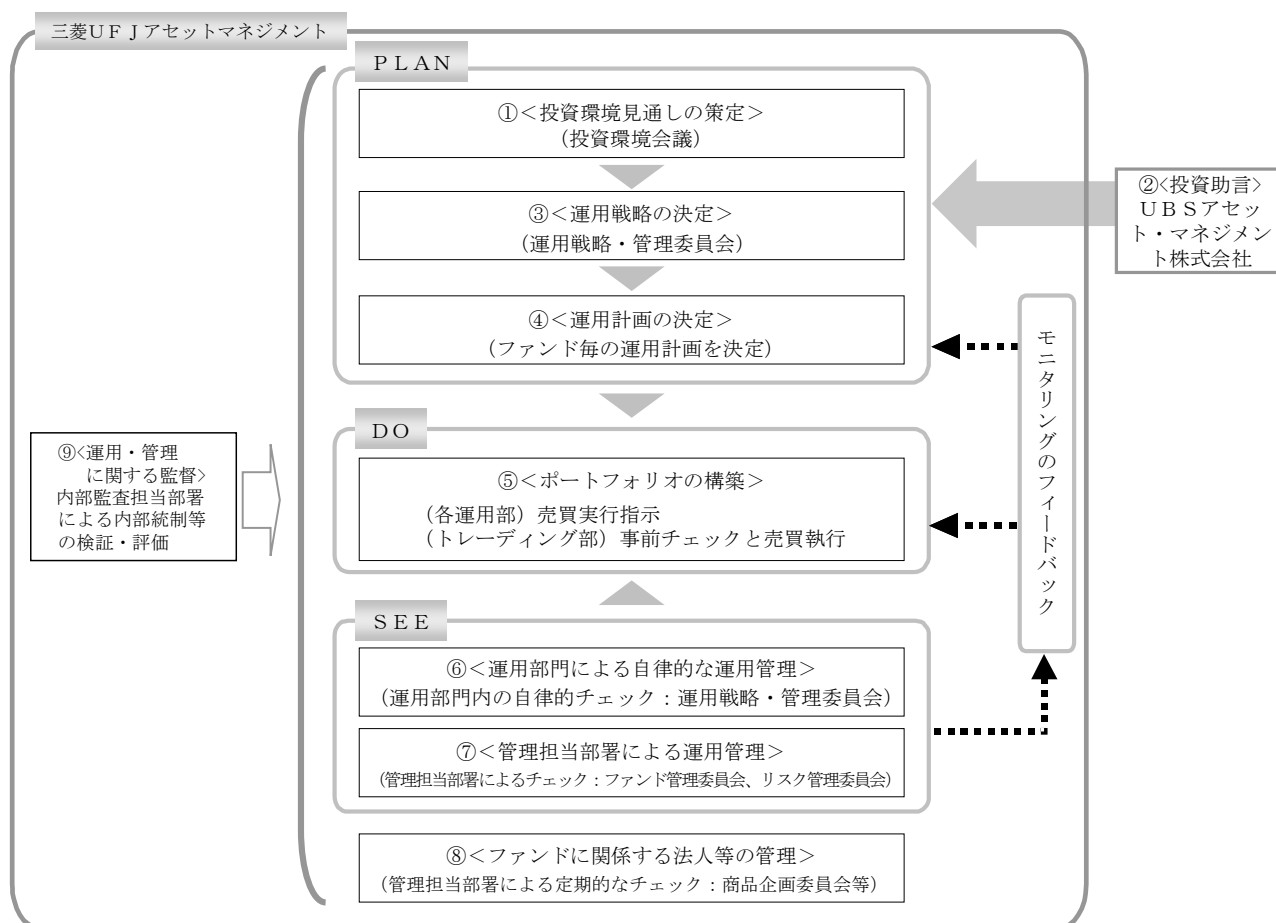 三菱UFJアセットマネジメント
PLAN
①＜投資環境見通しの策定＞
(投資環境会議)
②<投資助言>
UBSアセッ
ト・マネジメン
ト株式会社
③＜運用戦略の決定＞
(運用戦略・管理委員会)
④＜運用計画の決定＞
(ファンド毎の運用計画を決定)
モニタリングのフィードバック
DO
⑤＜ポートフォリオの構築＞
(各運用部) 売買実行指示
(トレーディング部) 事前チェックと売買執行
⑨<運用・管理
に関する監督>
内部監査担当部署
による内部統制等
の検証・評価
SEE
⑥＜運用部門による自律的な運用管理＞
(運用部門内の自律的チェック：運用戦略・管理委員会)
⑦＜管理担当部署による運用管理＞
(管理担当部署によるチェック：ファンド管理委員会、リスク管理委員会)
⑧＜ファンドに関係する法人等の管理＞
(管理担当部署による定期的なチェック：商品企画委員会等)